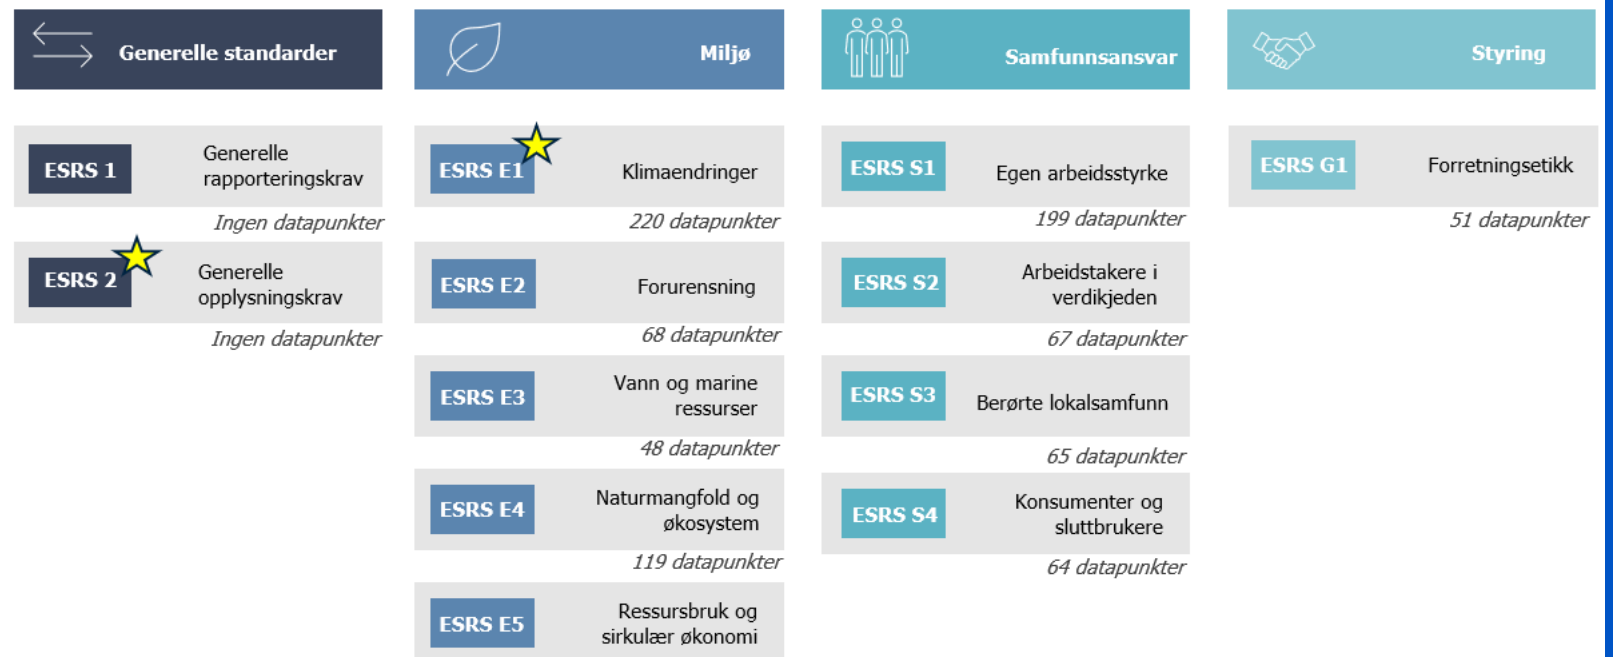 Generelle standarder
ESRS 1
Generelle
rapporteringskrav
Ingen datapunkter
ESRS 2
Generelle
opplysningskrav
Ingen datapunkter
Miljø
ESRS E1
Klimaendringer
220 datapunkter
ESRS E2
Forurensning
68 datapunkter
ESRS E3
Vann og marine
ressurser
48 datapunkter
ESRS E4
Naturmangfold og
økosystem
119 datapunkter
ESRS E5
Ressursbruk og
sirkulær økonomi
Samfunnsansvar
ESRS S1
Egen arbeidsstyrke
199 datapunkter
ESRS S2
Arbeidstakere i
verdikjeden
67 datapunkter
ESRS S3
Berørte lokalsamfunn
65 datapunkter
ESRS S4
Konsumenter og
sluttbrukere
64 datapunkter
Styring
ESRS G1
Forretningsetikk
51 datapunkter